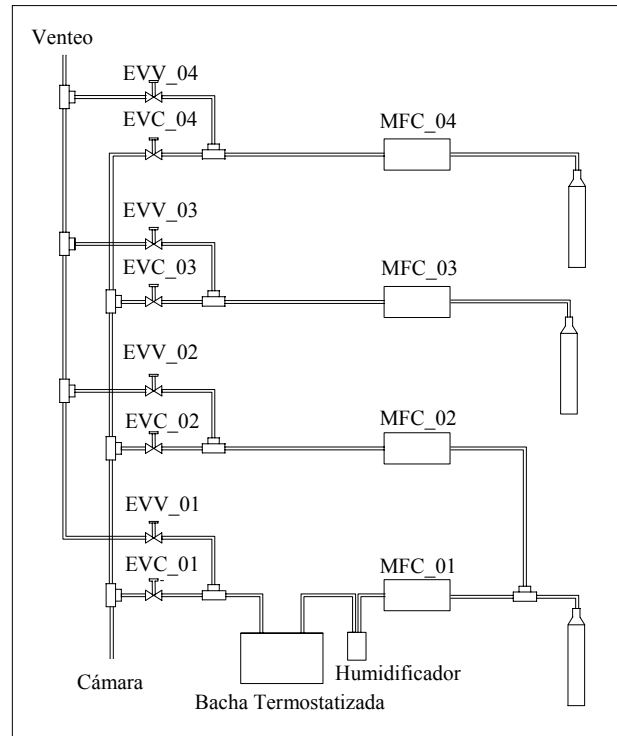 Venteo
EVV_04
EVC_04
MFC_04
EVV_03
EVC_03
MFC_03
EVV_02
EVC_02
MFC_02
EVV_01
EVC_01
MFC_01
Cámara
Humidificador
Bacha Termostatizada